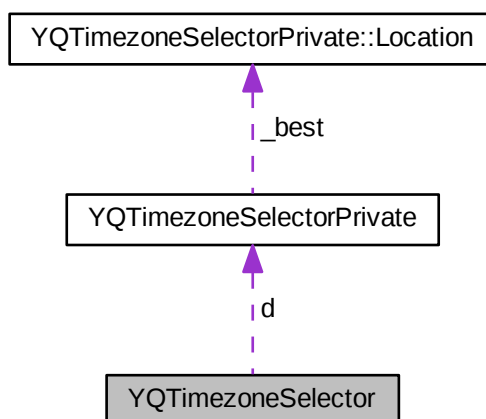 YQTimezoneSelectorPrivate::Location
_best
YQTimezoneSelectorPrivate
d
YQTimezoneSelector